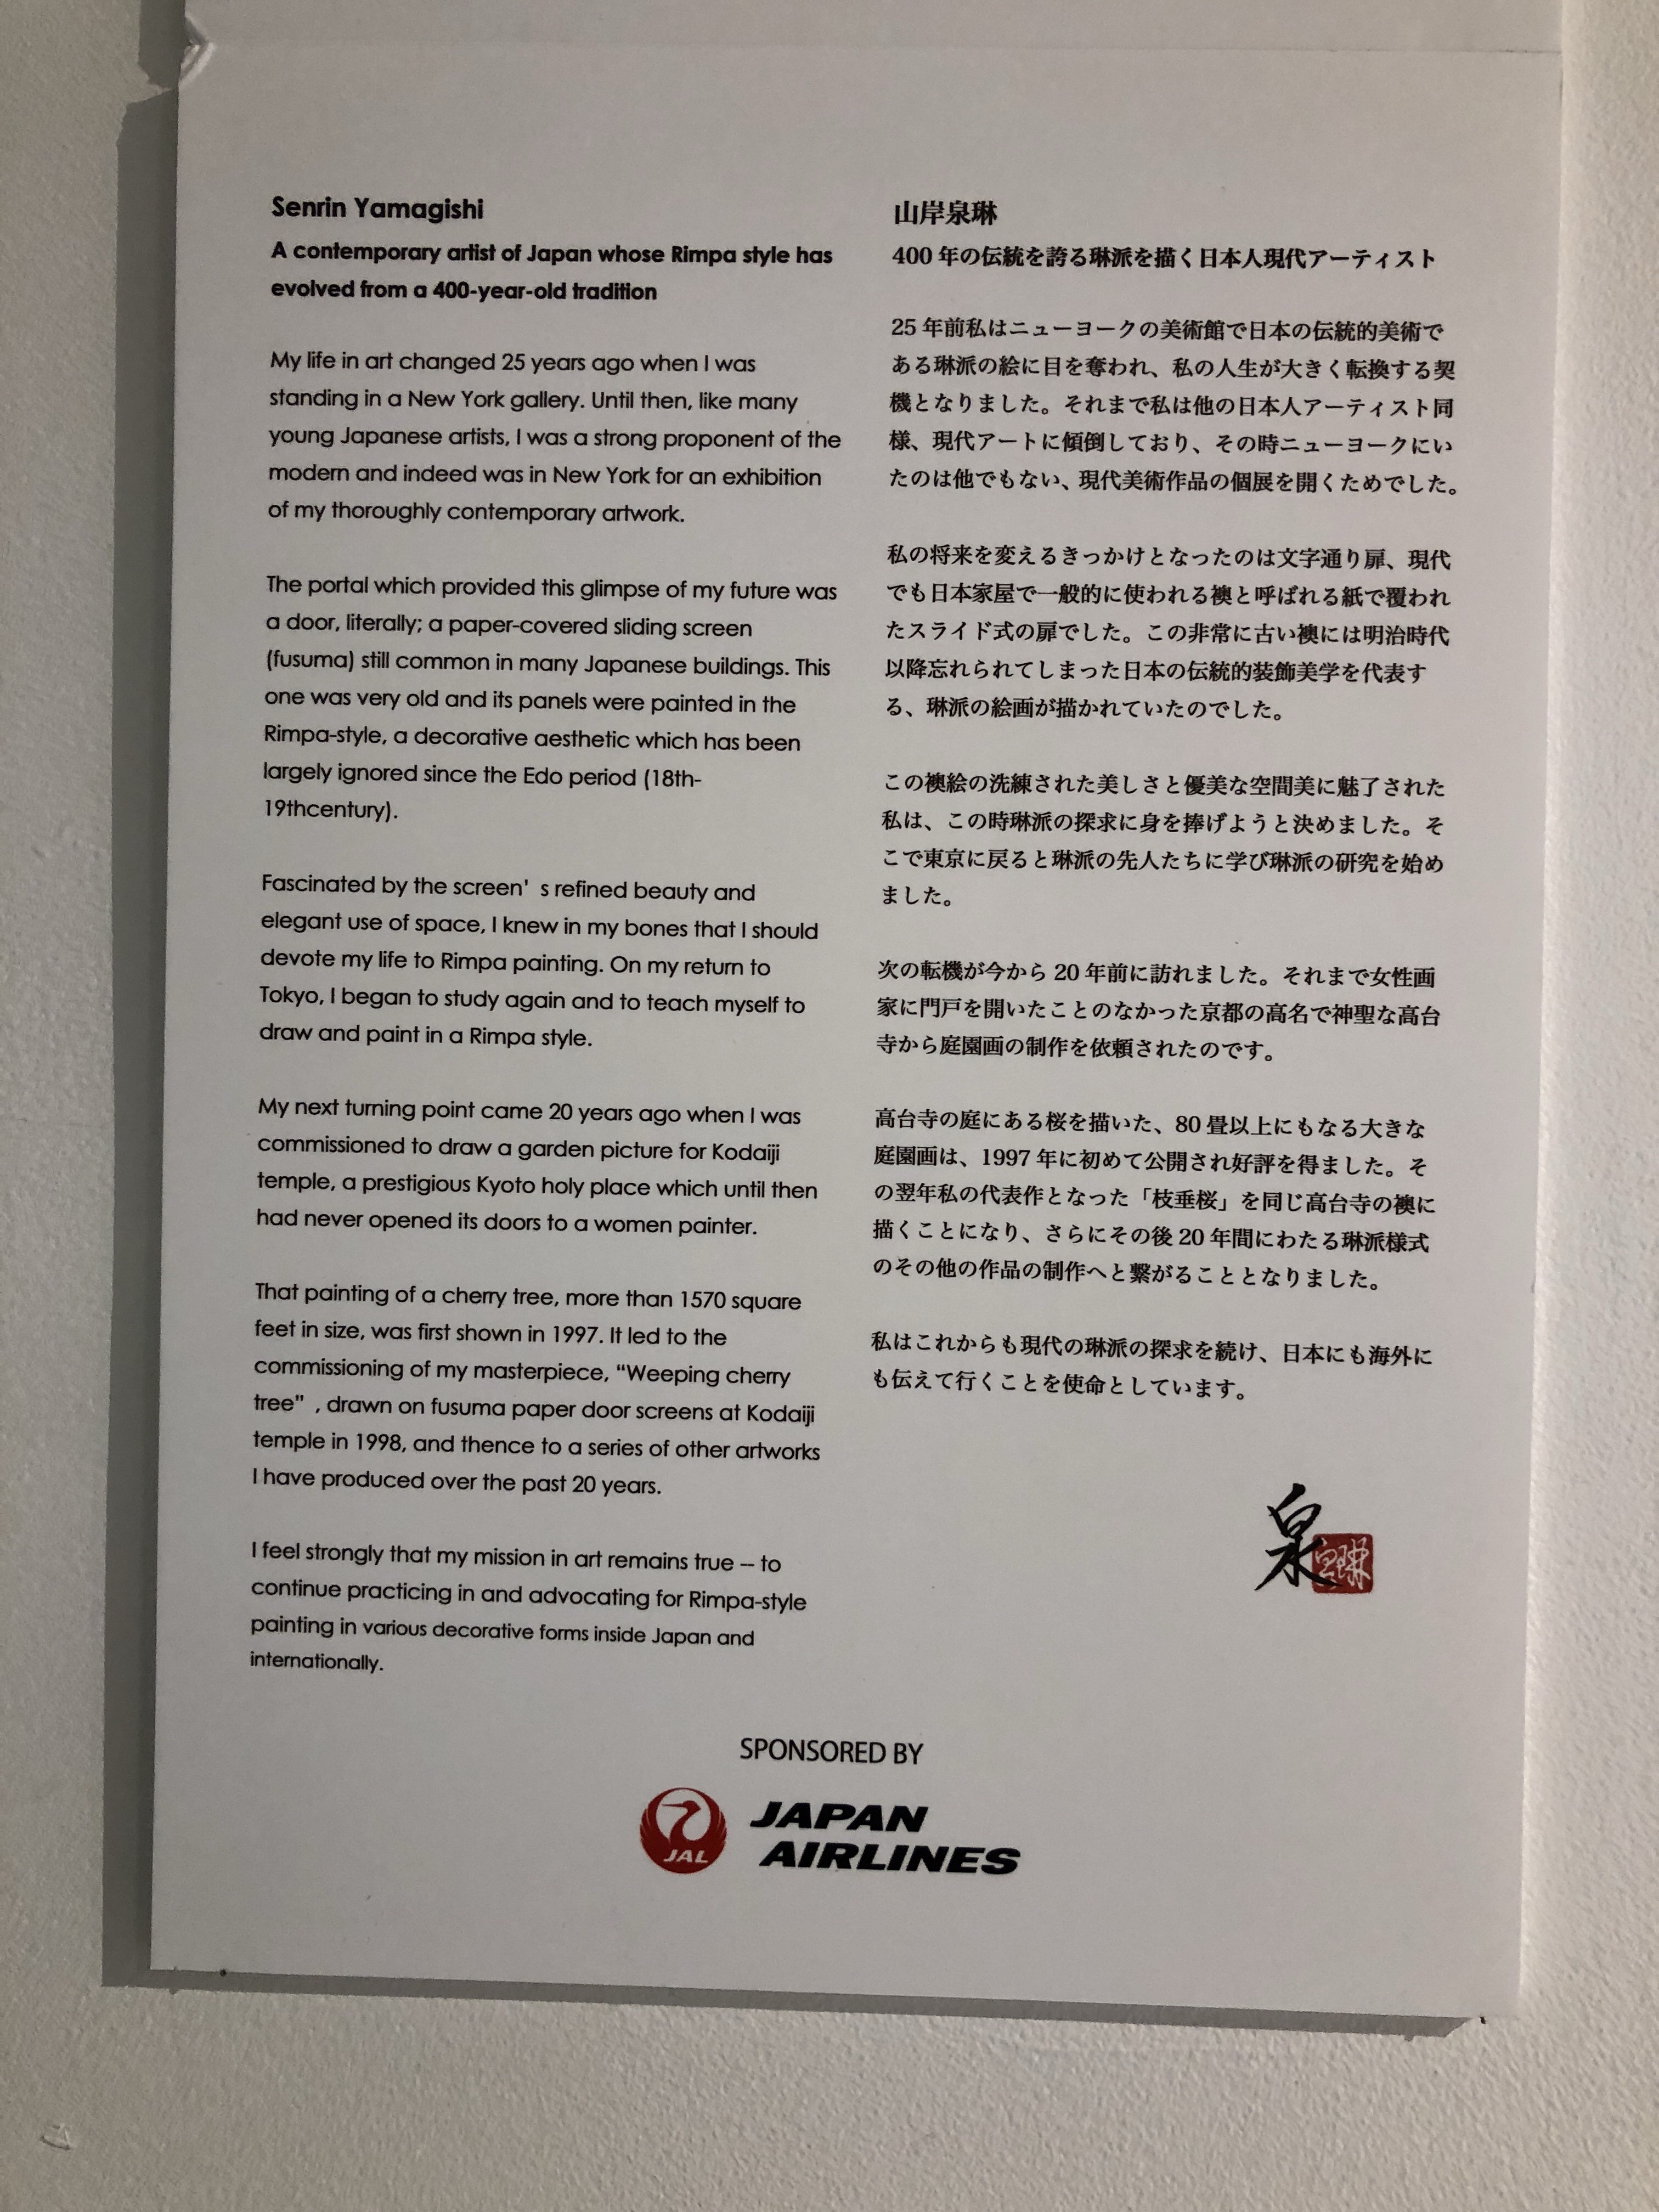 Senrin Yamagishi
A contemporary artist of Japan whose Rimpa style has
evolved from a 400-year-old tradition
My life in art changed 25 years ago when I was
standing in a New York gallery. Until then, like many
young Japanese artists, I was a strong proponent of the
modern and indeed was in New York for an exhibition
of my thoroughly contemporary artwork.
The portal which provided this glimpse of my future was
a door, literally; a paper-covered sliding screen
(fusuma) still common in many Japanese buildings. This
one was very old and its panels were painted in the
Rimpa-style, a decorative aesthetic which has been
largely ignored since the Edo period (18th-
19thcentury).
Fascinated by the screen' s refined beauty and
elegant use of space, I knew in my bones that I should
devote my life to Rimpa painting. On my return to
Tokyo, I began to study again and to teach myself to
draw and paint in a Rimpa style.
My next turning point came 20 years ago when I was
commissioned to draw a garden picture for Kodaiji
temple, a prestigious Kyoto holy place which until then
had never opened its doors to a women painter.
That painting of a cherry tree, more than 1570 square
feet in size, was first shown in 1997. It led to the
commissioning of my masterpiece, “Weeping cherry
tree” , drawn on fusuma paper door screens at Kodaiji
temple in 1998, and thence to a series of other artworks
I have produced over the past 20 years.
I feel strongly that my mission in art remains true -- to
continue practicing in and advocating for Rimpa-style
painting in various decorative forms inside Japan and
internationally.
山岸泉琳
400 年の伝統を誇る琳派を描く日本人現代アーティスト
25 年前私はニューヨークの美術館で日本の伝統的美術で
ある琳派の絵に目を奪われ、私の人生が大きく転換する契
機となりました。それまで私は他の日本人アーティスト同
様、現代アートに傾倒しており、その時ニューヨークにい
たのは他でもない、現代美術作品の個展を開くためでした。
私の将来を変えるきっかけとなったのは文字通り扉、現代
でも日本家屋で一般的に使われる襖と呼ばれる紙で覆われ
たスライド式の扉でした。この非常に古い襖には明治時代
以降忘れられてしまった日本の伝統的装飾美学を代表す
る、琳派の絵画が描かれていたのでした。
この襖絵の洗練された美しさと優美な空間美に魅了された
私は、この時琳派の探求に身を捧げようと決めました。そ
こで東京に戻ると琳派の先人たちに学び琳派の研究を始め
ました。
次の転機が今から 20 年前に訪れました。それまで女性画
家に門戸を開いたことのなかった京都の高名で神聖な高台
寺から庭園画の制作を依頼されたのです。
高台寺の庭にある桜を描いた、80 畳以上にもなる大きな
庭園画は、1997 年に初めて公開され好評を得ました。そ
の翌年私の代表作となった「枝垂桜」を同じ高台寺の襖に
描くことになり、さらにその後 20 年間にわたる琳派様式
のその他の作品の制作へと繋がることとなりました。
私はこれからも現代の琳派の探求を続け、日本にも海外に
も伝えて行くことを使命としています。
泉
SPONSORED BY
JAL
JAPAN
AIRLINES